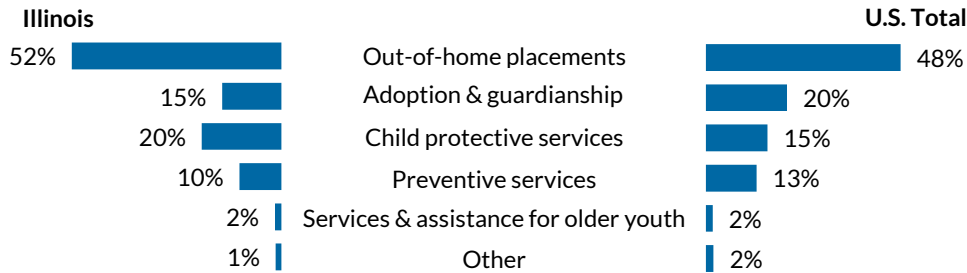 Illinois U.S. Total
52% Out-of-home placements 48%
15% Adoption & guardianship 20%
20% Child protective services 15%
10% Preventive services 13%
2% Services & assistance for older youth 2%
1% Other 2%